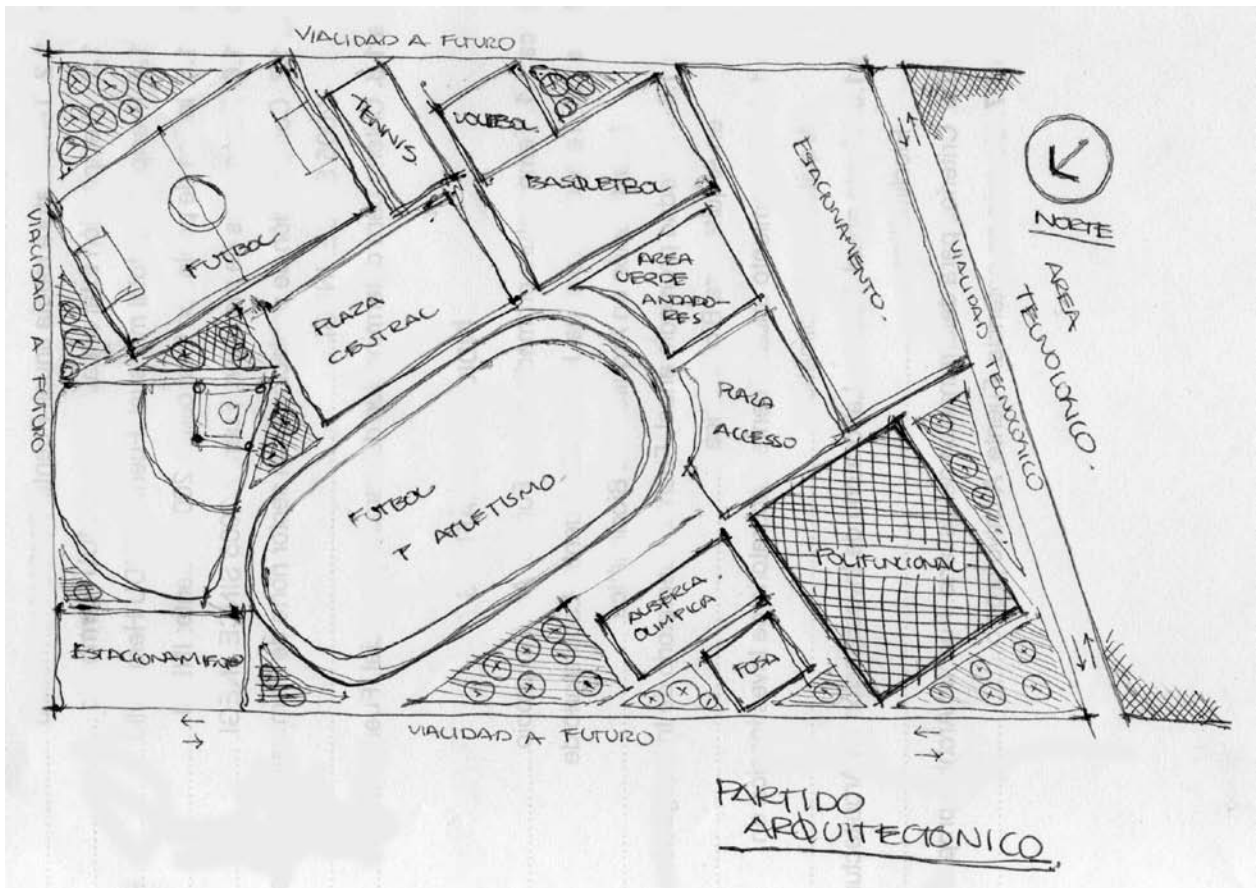 VIALIDAD A FUTURO
TENNIS
VOLEIBOL
BASQUETBOL
ESTACIONAMIENTO.
NORTE
FUTBOL
VIALIDAD A FUTURO
PLAZA
CENTRAL
AREA
VERDE
ANDADO-
RES
VIALIDAD TECNOLOGICO
AREA
TECNOLOGICO.
PLAZA
ACCESO
FUTBOL
Y ATLETISMO.
POLIFUNCIONAL
ALBERCA
OLIMPICA
FOSA
ESTACIONAMIENTO
VIALIDAD A FUTURO
PARTIDO
ARQUITECTONICO